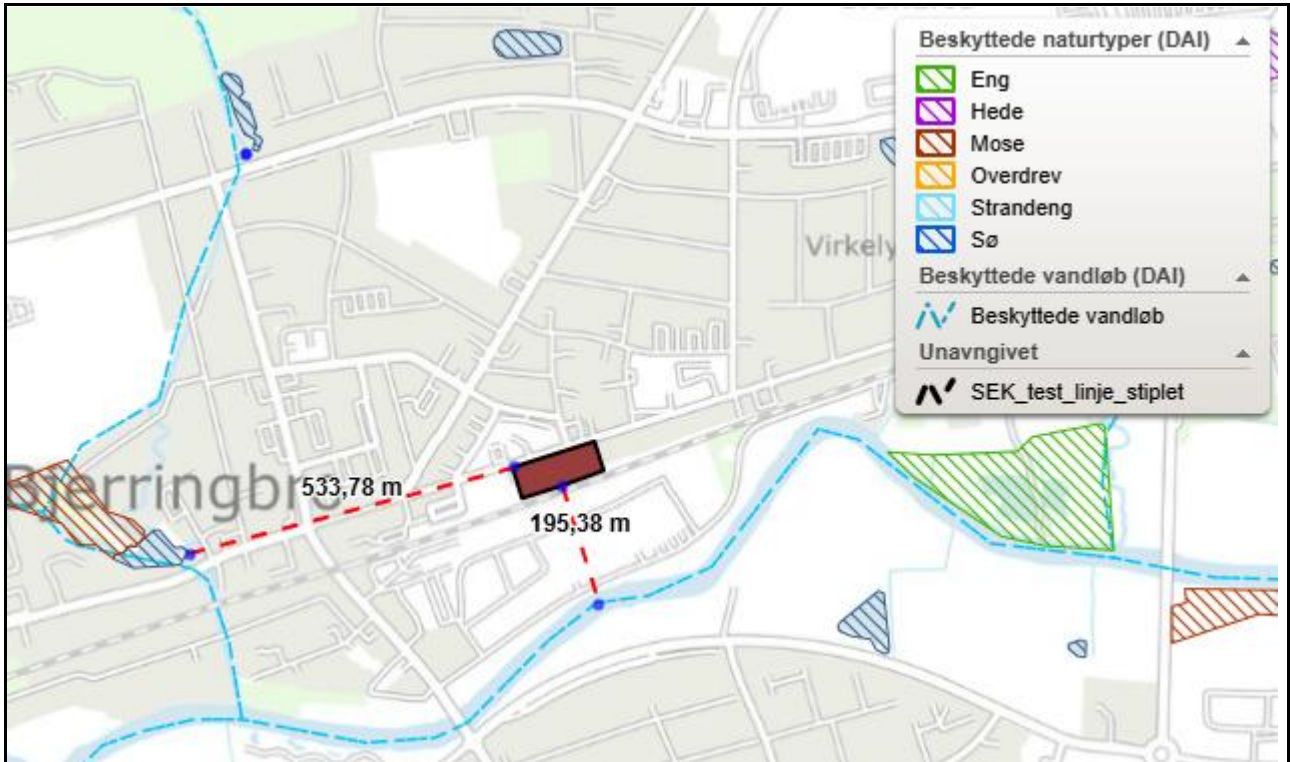 Beskyttede naturtyper (DAI)
Eng
Hede
Mose
Overdrev
Strandeng
Sø
Beskyttede vandløb (DAI)
Beskyttede vandløb
Unavngivet
SEK_test_linje_stiplet
Virkely
Bjerringbro
533,78 m
195,38 m